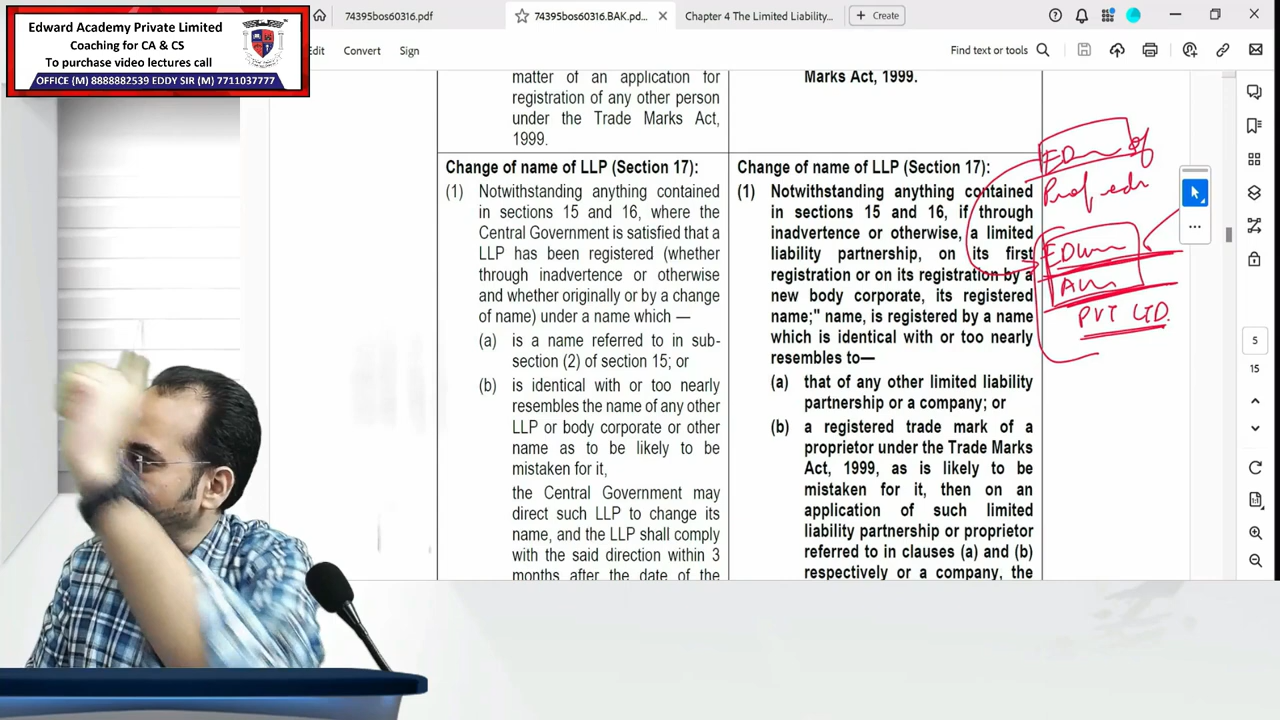 Edward Academy Private Limited
Coaching for CA & CS
To purchase video lectures call
OFFICE (M) 8888882539 EDDY SIR (M) 7711037777
74395bos60316.pdf
74395bos60316.BAK.pd...
Chapter 4 The Limited Liability...
Create
Edit
Convert
Sign
Find text or tools
matter of an application for
registration of any other person
under the Trade Marks Act,
1999.
Marks Act, 1999.
Change of name of LLP (Section 17):
(1) Notwithstanding anything contained
in sections 15 and 16, where the
Central Government is satisfied that a
LLP has been registered (whether
through inadvertence or otherwise
and whether originally or by a change
of name) under a name which —
(a) is a name referred to in sub-
section (2) of section 15; or
(b) is identical with or too nearly
resembles the name of any other
LLP or body corporate or other
name as to be likely to be
mistaken for it,
the Central Government may
direct such LLP to change its
name, and the LLP shall comply
with the said direction within 3
months after the date of the
Change of name of LLP (Section 17):
(1) Notwithstanding anything contained
in sections 15 and 16, if through
inadvertence or otherwise, a limited
liability partnership, on its first
registration or on its registration by a
new body corporate, its registered
name;" name, is registered by a name
which is identical with or too nearly
resembles to—
(a) that of any other limited liability
partnership or a company; or
(b) a registered trade mark of a
proprietor under the Trade Marks
Act, 1999, as is likely to be
mistaken for it, then on an
application of such limited
liability partnership or proprietor
referred to in clauses (a) and (b)
respectively or a company, the
of
Prof
PVT LTD.
5
15